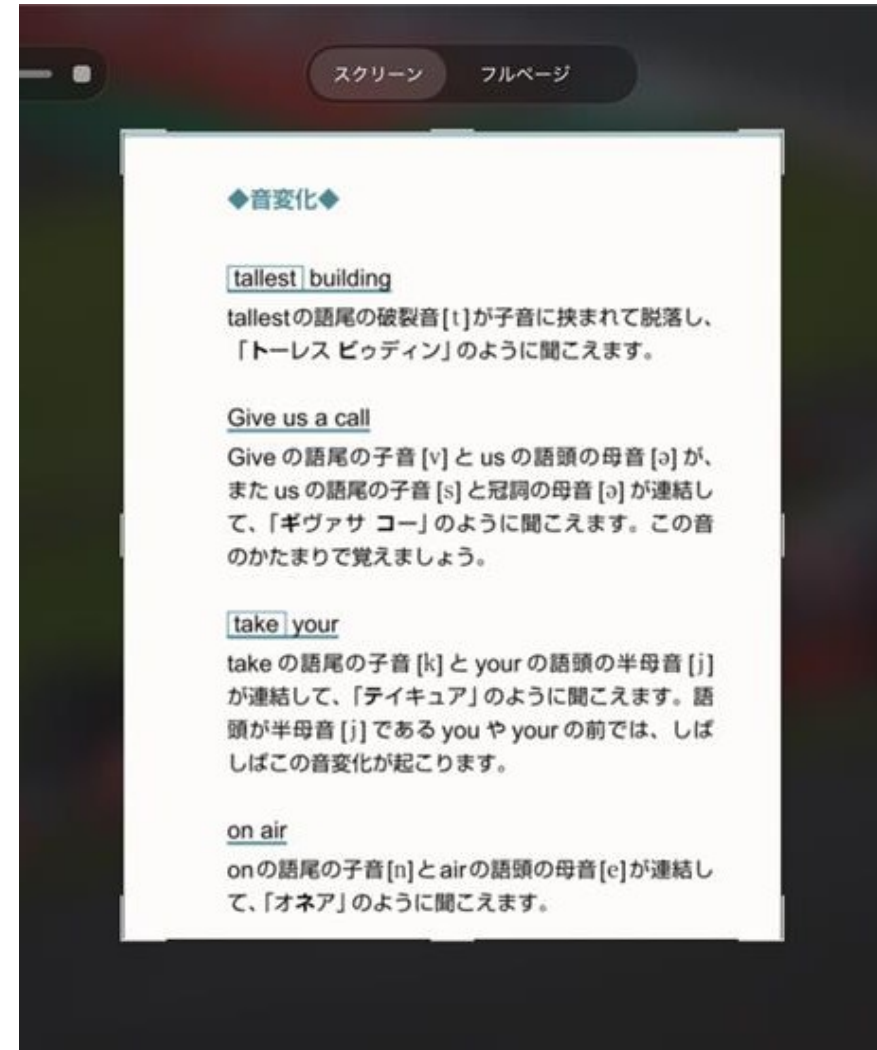 スクリーン フルページ
◆音変化◆
tallest building
tallestの語尾の破裂音[t]が子音に挟まれて脱落し、
「トーレス ビゥディン」のように聞こえます。
Give us a call
Give の語尾の子音[v]と us の語頭の母音[ə]が、
また us の語尾の子音[s]と冠詞の母音[ə]が連結し
て、「ギヴァサ コー」のように聞こえます。この音
のかたまりで覚えましょう。
take your
take の語尾の子音[k]と your の語頭の半母音[j]
が連結して、「テイキュア」のように聞こえます。語
頭が半母音[j]である you や your の前では、しば
しばこの音変化が起こります。
on air
onの語尾の子音[n]とairの語頭の母音[e]が連結し
て、「オネア」のように聞こえます。